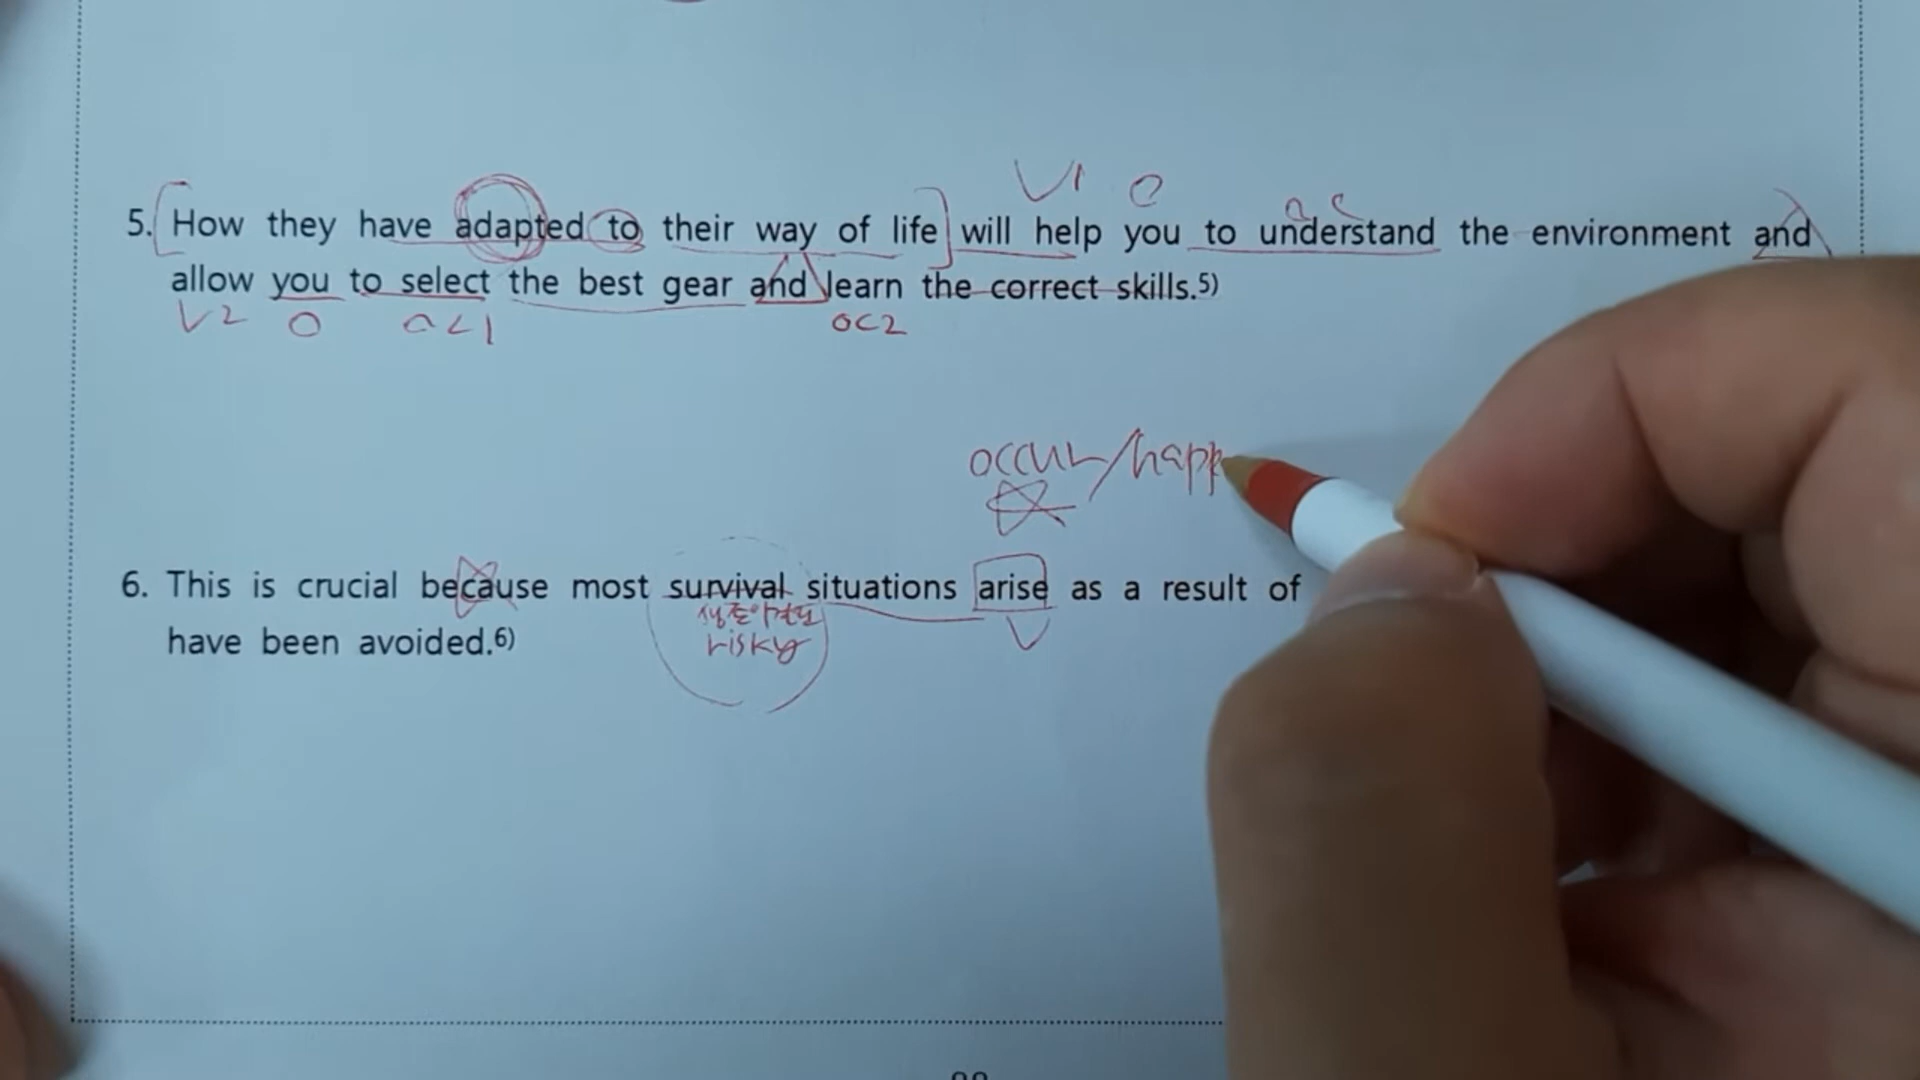 V1 O
5. How they have adapted to their way of life will help you to understand the environment and
O C
allow you to select the best gear and learn the correct skills.5)
V2 O OC1 OC2
occur/happ
6. This is crucial because most survival situations arise as a result of
risky V
have been avoided.6)